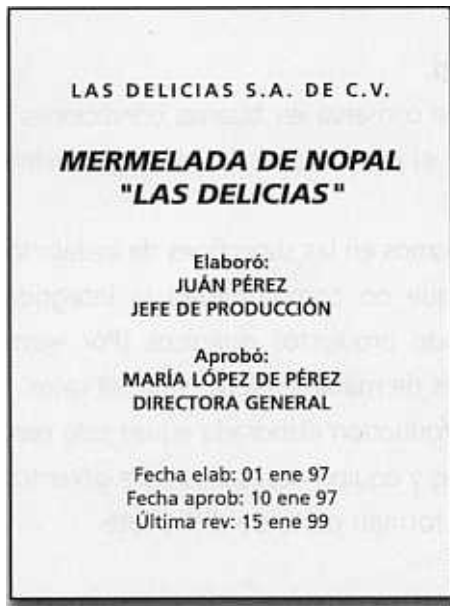 LAS DELICIAS S.A. DE C.V.
MERMELADA DE NOPAL
"LAS DELICIAS"
Elaboró:
JUÁN PÉREZ
JEFE DE PRODUCCIÓN
Aprobó:
MARÍA LÓPEZ DE PÉREZ
DIRECTORA GENERAL
Fecha elab: 01 ene 97
Fecha aprob: 10 ene 97
Última rev: 15 ene 99